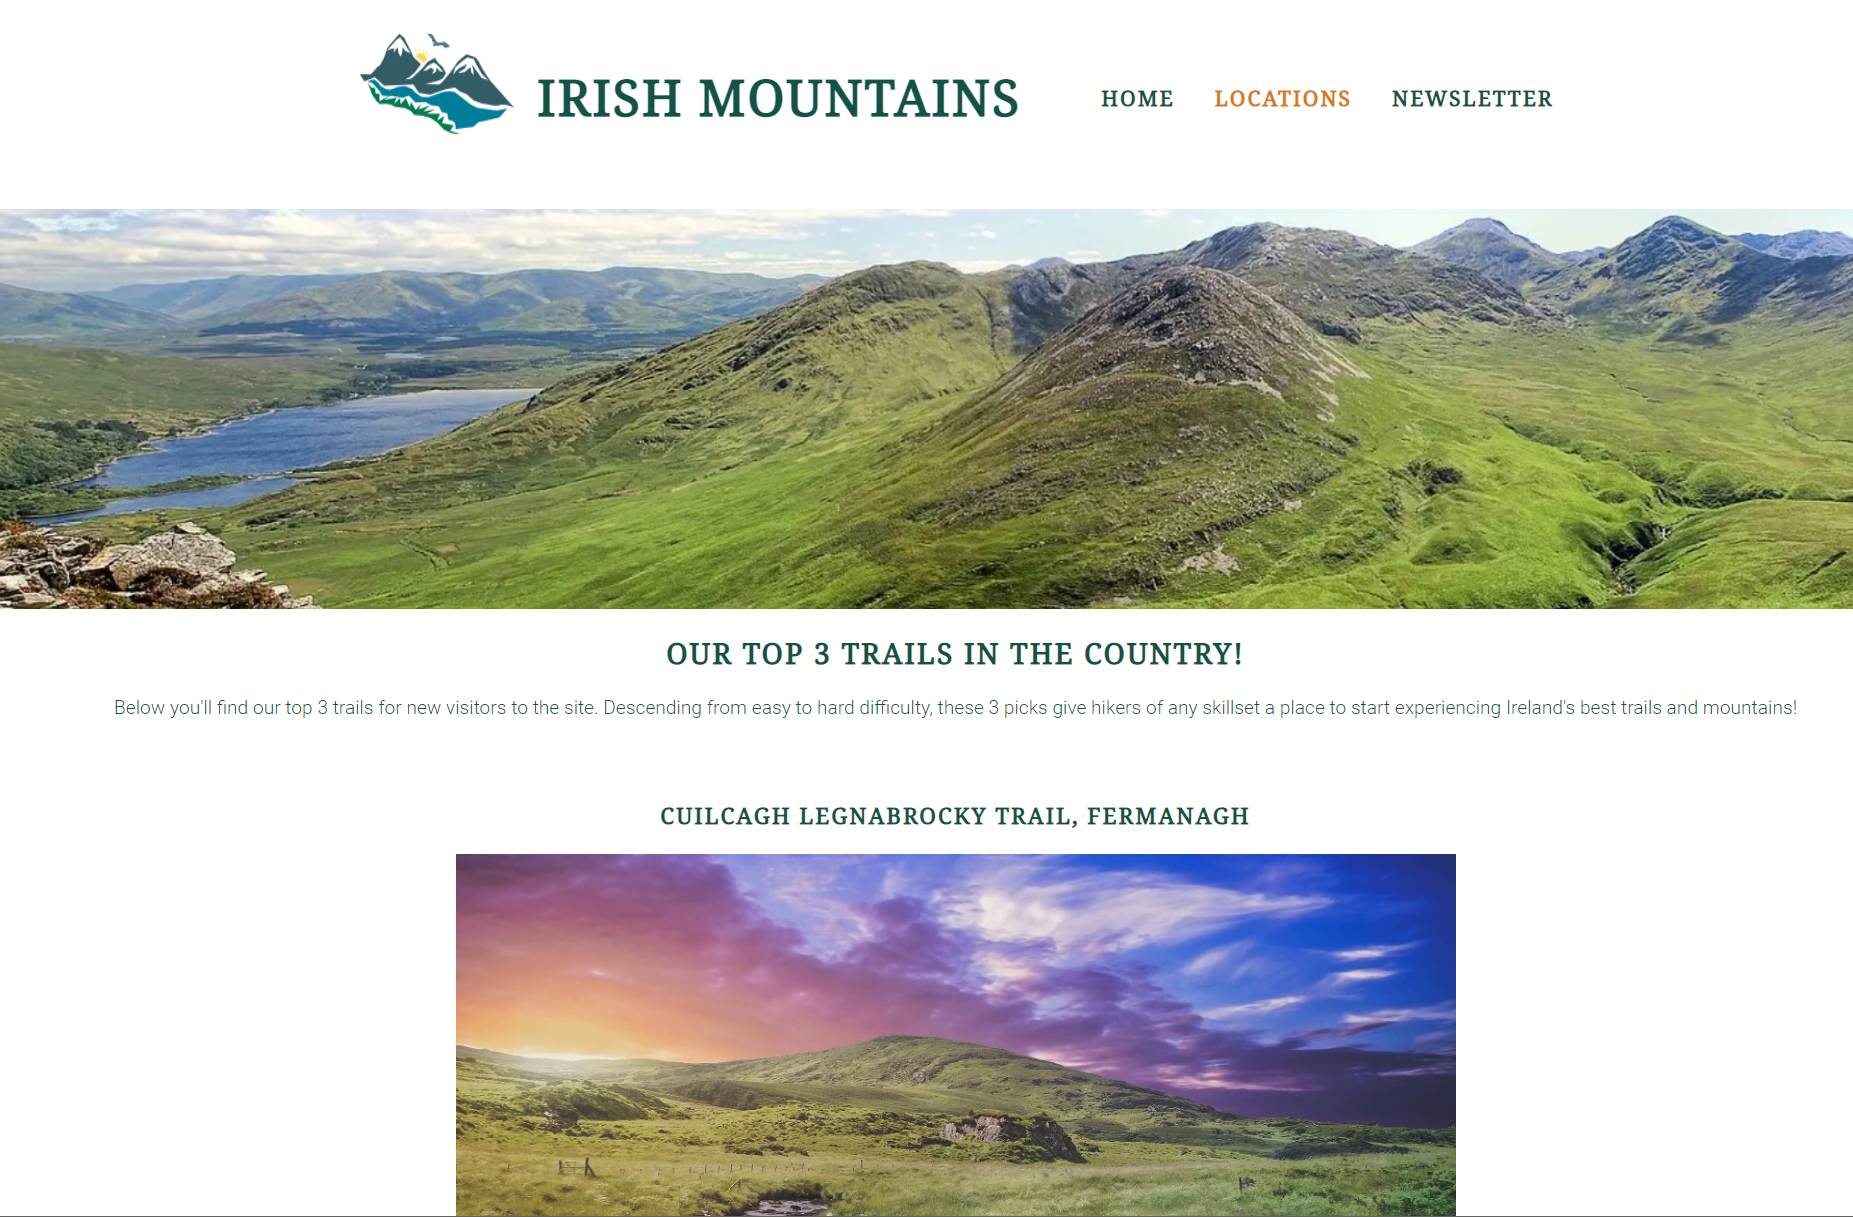 IRISH MOUNTAINS
HOME LOCATIONS NEWSLETTER
OUR TOP 3 TRAILS IN THE COUNTRY!
Below you'll find our top 3 trails for new visitors to the site. Descending from easy to hard difficulty, these 3 picks give hikers of any skillset a place to start experiencing Ireland's best trails and mountains!
CUILCAGH LEGNABROCKY TRAIL, FERMANAGH